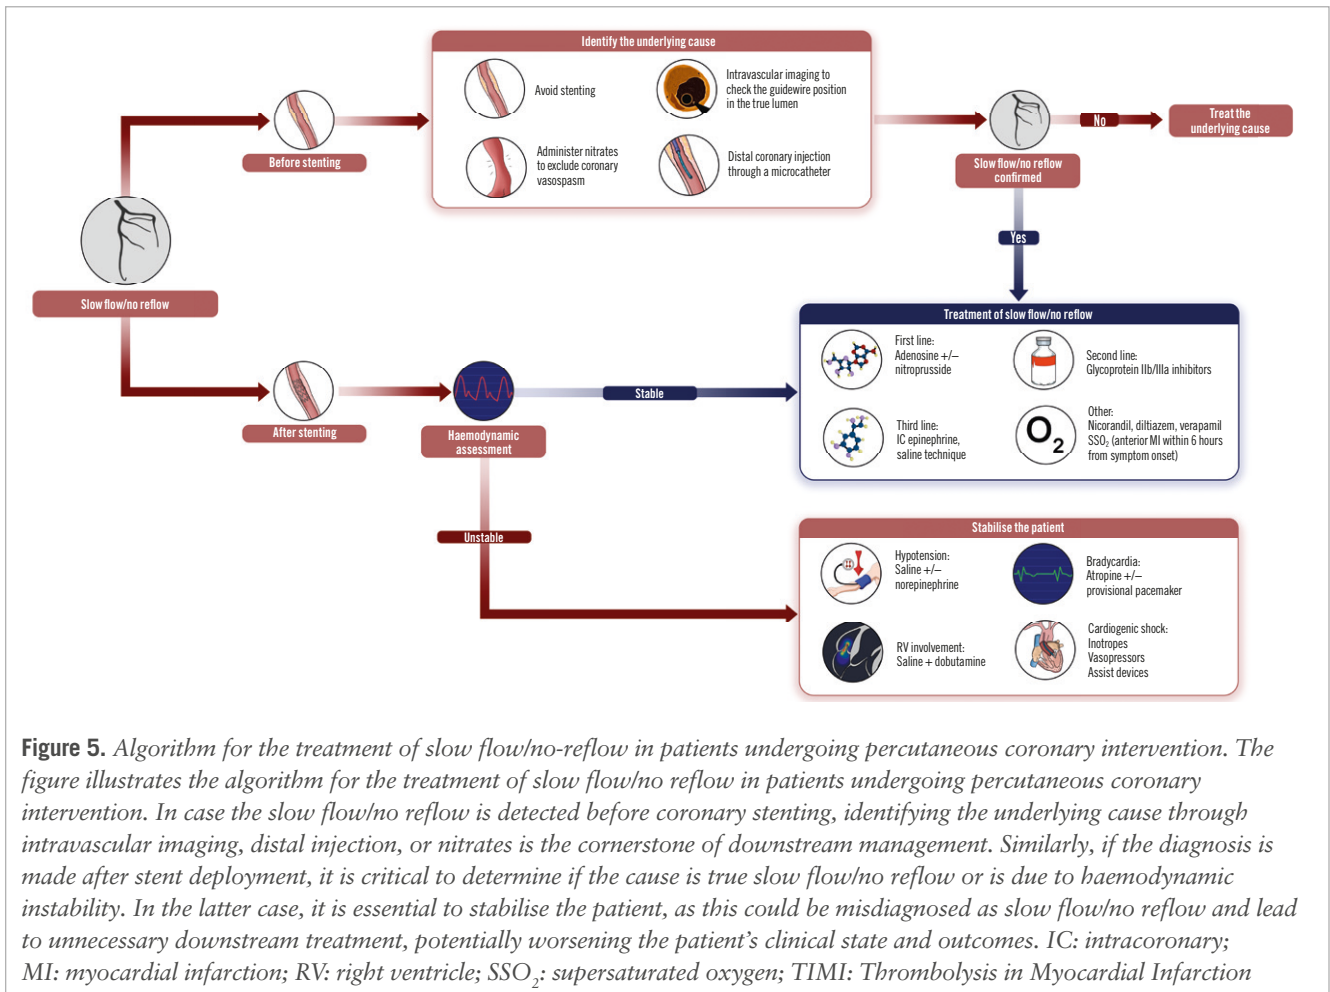 Identify the underlying cause
Avoid stenting
Intravascular imaging to
check the guidewire position
in the true lumen
Administer nitrates
to exclude coronary
vasospasm
Distal coronary injection
through a microcatheter
Before stenting
Slow flow/no reflow
confirmed
No
Treat the
underlying cause
Yes
Slow flow/no reflow
After stenting
Haemodynamic
assessment
Stable
Unstable
Treatment of slow flow/no reflow
First line:
Adenosine +/–
nitroprusside
Second line:
Glycoprotein IIb/IIIa inhibitors
Third line:
IC epinephrine,
saline technique
O₂
Other:
Nicorandil, diltiazem, verapamil
SSO₂ (anterior MI within 6 hours
from symptom onset)
Stabilise the patient
Hypotension:
Saline +/–
norepinephrine
Bradycardia:
Atropine +/–
provisional pacemaker
RV involvement:
Saline + dobutamine
Cardiogenic shock:
Inotropes
Vasopressors
Assist devices
Figure 5. Algorithm for the treatment of slow flow/no-reflow in patients undergoing percutaneous coronary intervention. The
figure illustrates the algorithm for the treatment of slow flow/no reflow in patients undergoing percutaneous coronary
intervention. In case the slow flow/no reflow is detected before coronary stenting, identifying the underlying cause through
intravascular imaging, distal injection, or nitrates is the cornerstone of downstream management. Similarly, if the diagnosis is
made after stent deployment, it is critical to determine if the cause is true slow flow/no reflow or is due to haemodynamic
instability. In the latter case, it is essential to stabilise the patient, as this could be misdiagnosed as slow flow/no reflow and lead
to unnecessary downstream treatment, potentially worsening the patient's clinical state and outcomes. IC: intracoronary;
MI: myocardial infarction; RV: right ventricle; SSO₂: supersaturated oxygen; TIMI: Thrombolysis in Myocardial Infarction